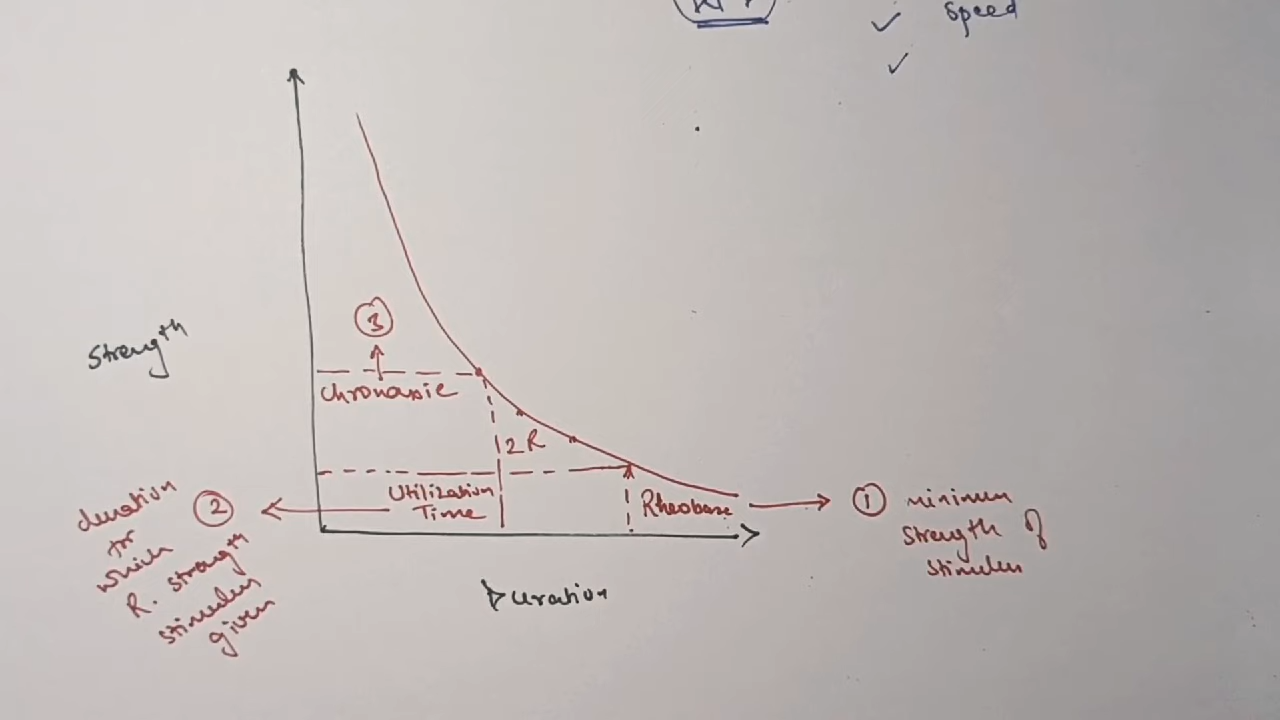 ✓ Speed
✓
Strength
3
Chronaxie
2 R
Utilization
Time
Rheobase
1 minimum
strength of
stimulus
2
duration
for
which
R. strength
stimulus
given
Duration